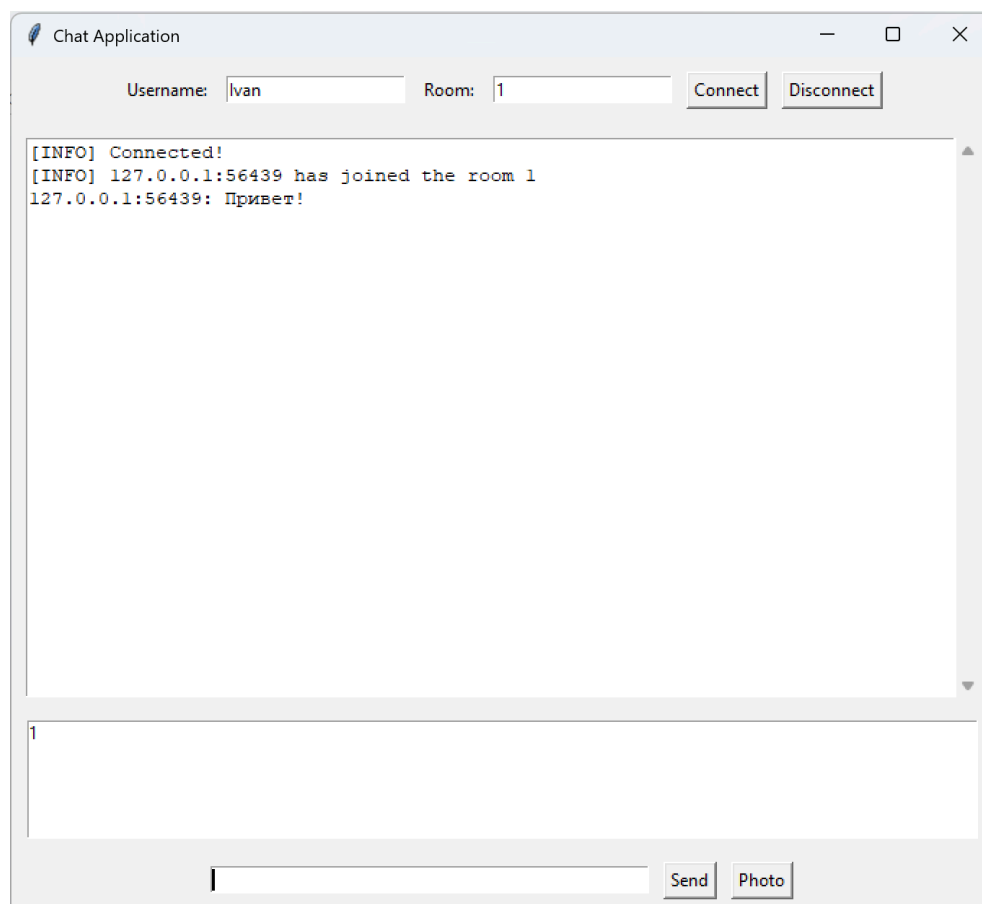 Chat Application
Username: Ivan Room: 1 Connect Disconnect
[INFO] Connected!
[INFO] 127.0.0.1:56439 has joined the room 1
127.0.0.1:56439: Привет!
1
Send Photo